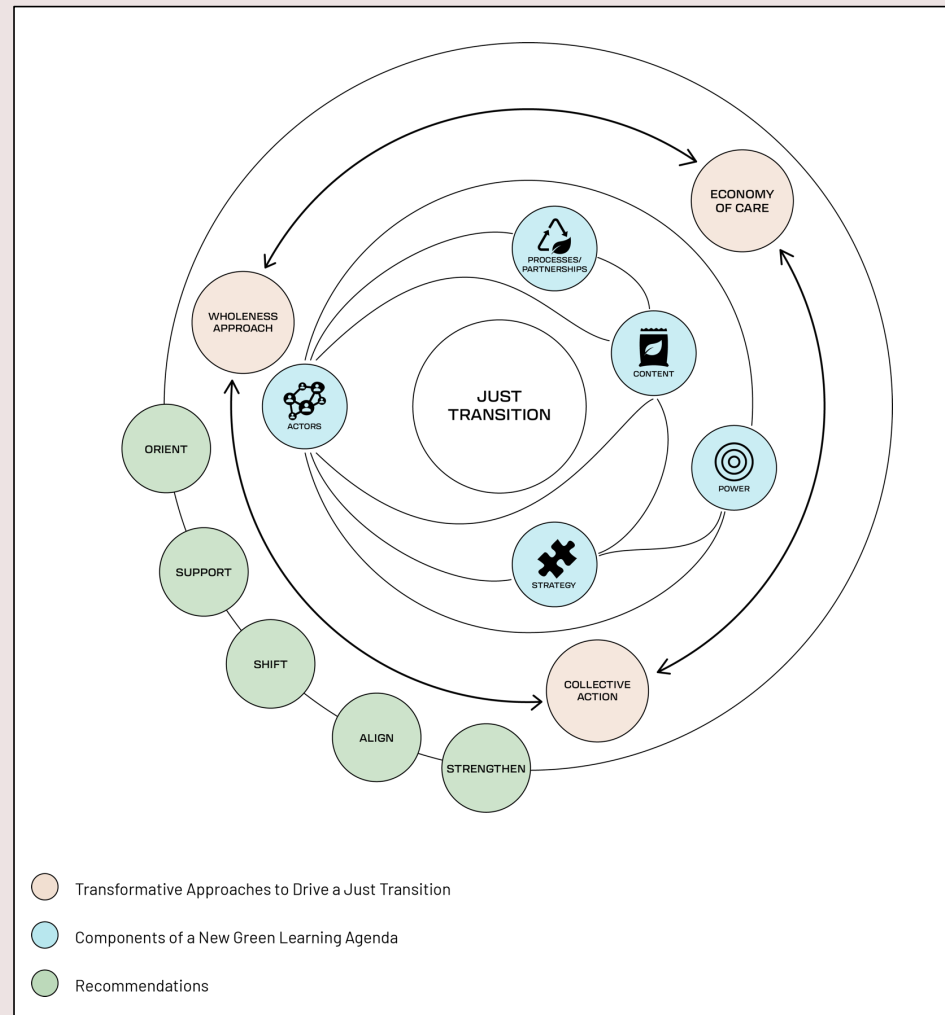 ECONOMY
OF CARE
PROCESSES/
PARTNERSHIPS
WHOLENESS
APPROACH
CONTENT
JUST
TRANSITION
ACTORS
ORIENT
POWER
SUPPORT
STRATEGY
SHIFT
COLLECTIVE
ACTION
ALIGN
STRENGTHEN
Transformative Approaches to Drive a Just Transition
Components of a New Green Learning Agenda
Recommendations